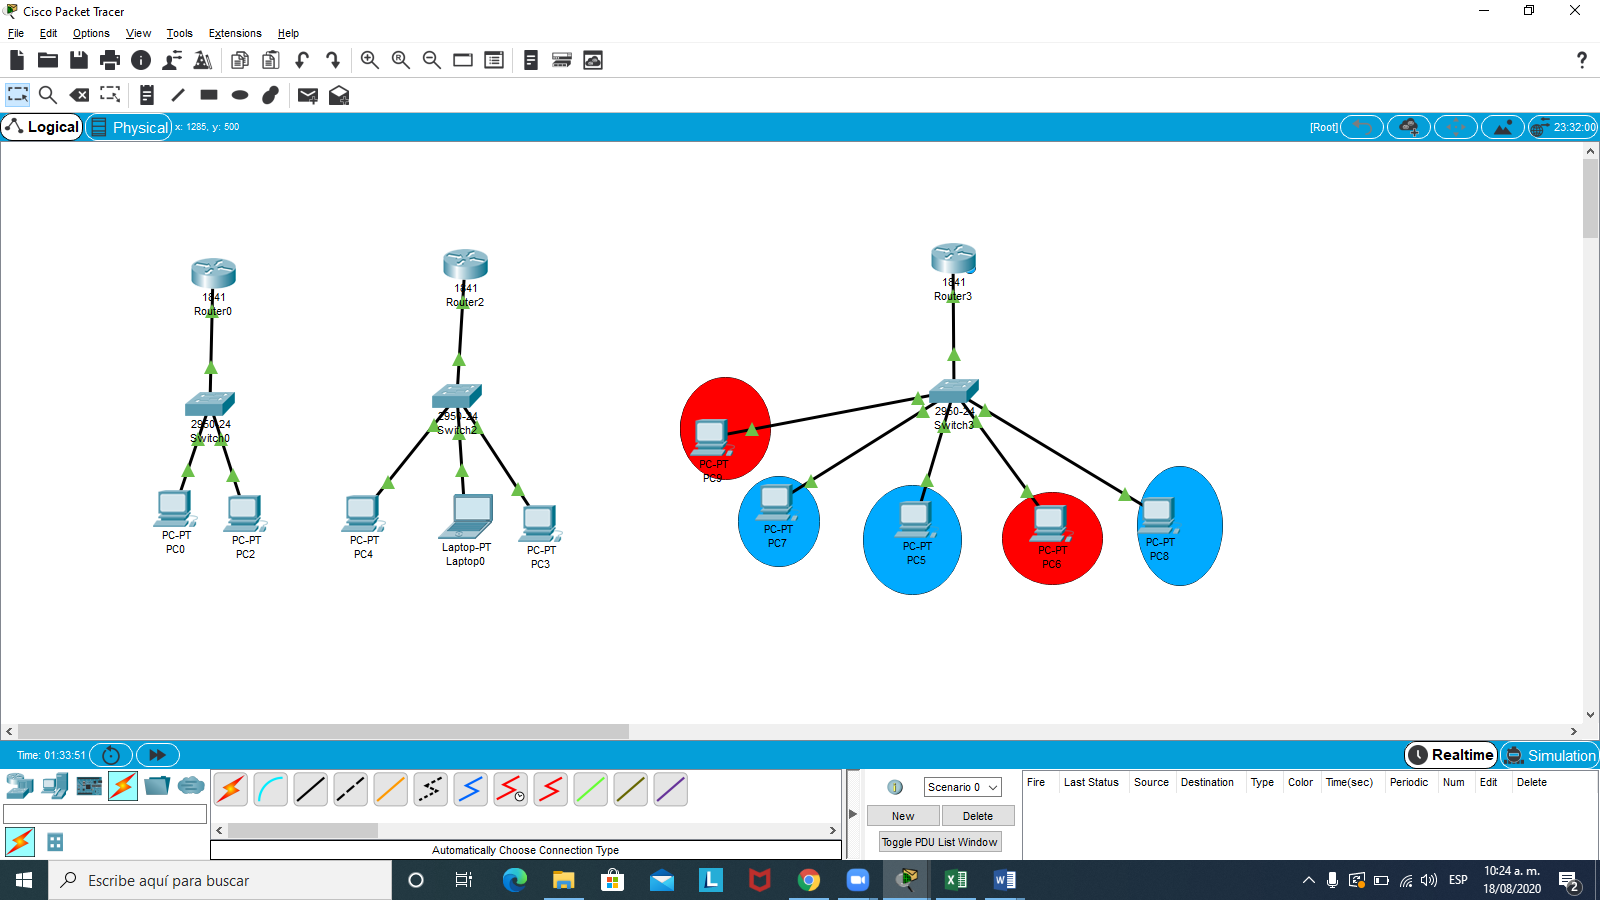 Cisco Packet Tracer
File Edit Options View Tools Extensions Help
Logical Physical x: 1285, y: 500 [Root] 23:32:00
1841
Router0
2950-24
Switch0
PC-PT
PC0
PC-PT
PC2
1841
Router2
2950-24
Switch2
PC-PT
PC4
Laptop-PT
Laptop0
PC-PT
PC3
1841
Router3
2950-24
Switch3
PC-PT
PC9
PC-PT
PC7
PC-PT
PC5
PC-PT
PC6
PC-PT
PC8
Time: 01:33:51 Realtime Simulation
Scenario 0
New Delete
Toggle PDU List Window
Fire Last Status Source Destination Type Color Time(sec) Periodic Num Edit Delete
Automatically Choose Connection Type
Escribe aquí para buscar
ESP
10:24 a. m.
18/08/2020
2